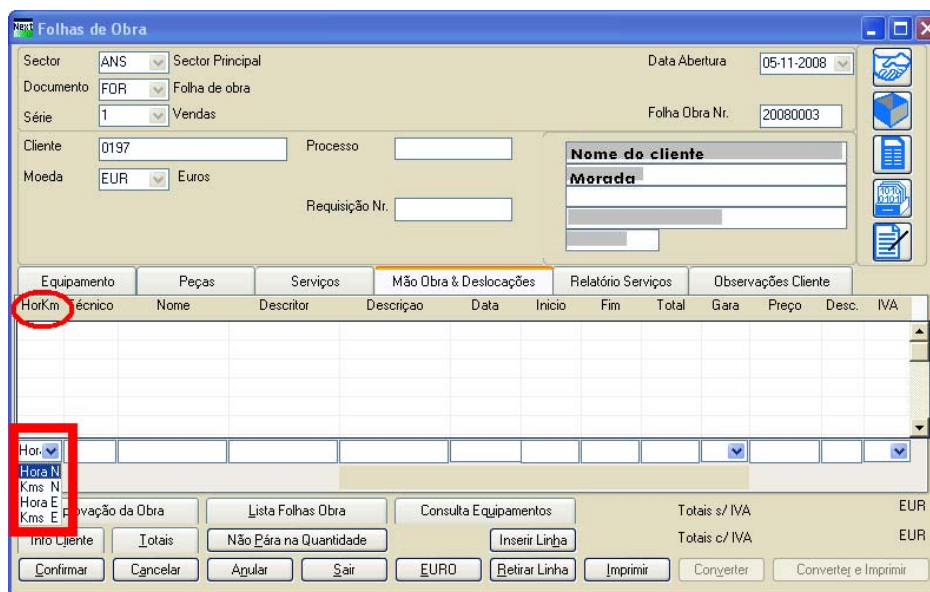 Next Folhas de Obra
Sector ANS Sector Principal Data Abertura 05-11-2008
Documento FOR Folha de obra
Série 1 Vendas Folha Obra Nr. 20080003
Cliente 0197 Processo Nome do cliente
Moeda EUR Euros Morada
Requisição Nr.
Equipamento Peças Serviços Mão Obra & Deslocações Relatório Serviços Observações Cliente
HorKm Técnico Nome Descritor Descriçao Data Inicio Fim Total Gara Preço Desc. IVA
Hor.
Hora N
Kms N
Hora E
Kms E
da Obra Lista Folhas Obra Consulta Equipamentos Totais s/ IVA EUR
Info Cliente Totais Não Pára na Quantidade Inserir Linha Totais c/ IVA EUR
Confirmar Cancelar Anular Sair EURO Retirar Linha Imprimir Converter Converter e Imprimir